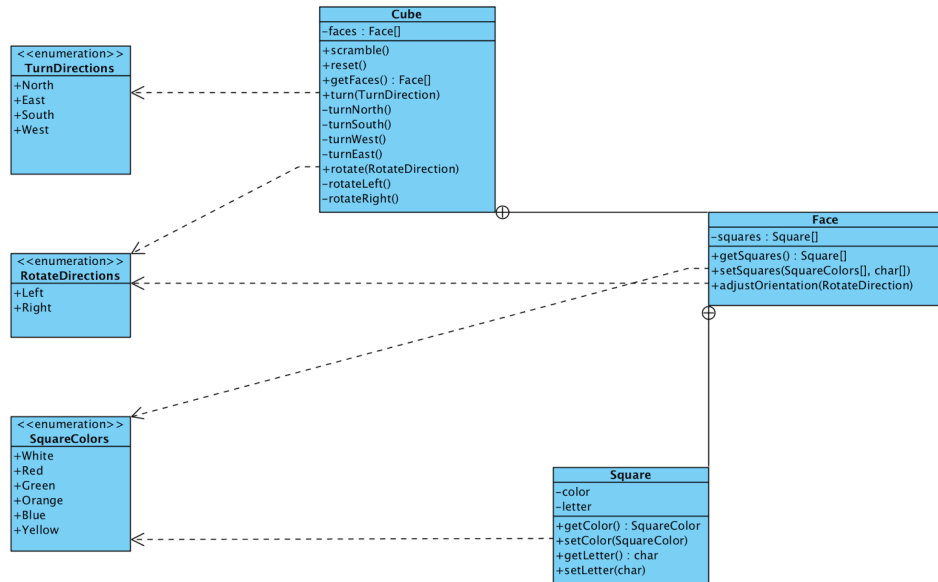 Cube
-faces : Face[]
+scramble()
+reset()
+getFaces() : Face[]
+turn(TurnDirection)
-turnNorth()
-turnSouth()
-turnWest()
-turnEast()
+rotate(RotateDirection)
-rotateLeft()
-rotateRight()
<<enumeration>>
TurnDirections
+North
+East
+South
+West
Face
-squares : Square[]
+getSquares() : Square[]
+setSquares(SquareColors[], char[])
+adjustOrientation(RotateDirection)
<<enumeration>>
RotateDirections
+Left
+Right
<<enumeration>>
SquareColors
+White
+Red
+Green
+Orange
+Blue
+Yellow
Square
-color
-letter
+getColor() : SquareColor
+setColor(SquareColor)
+getLetter() : char
+setLetter(char)